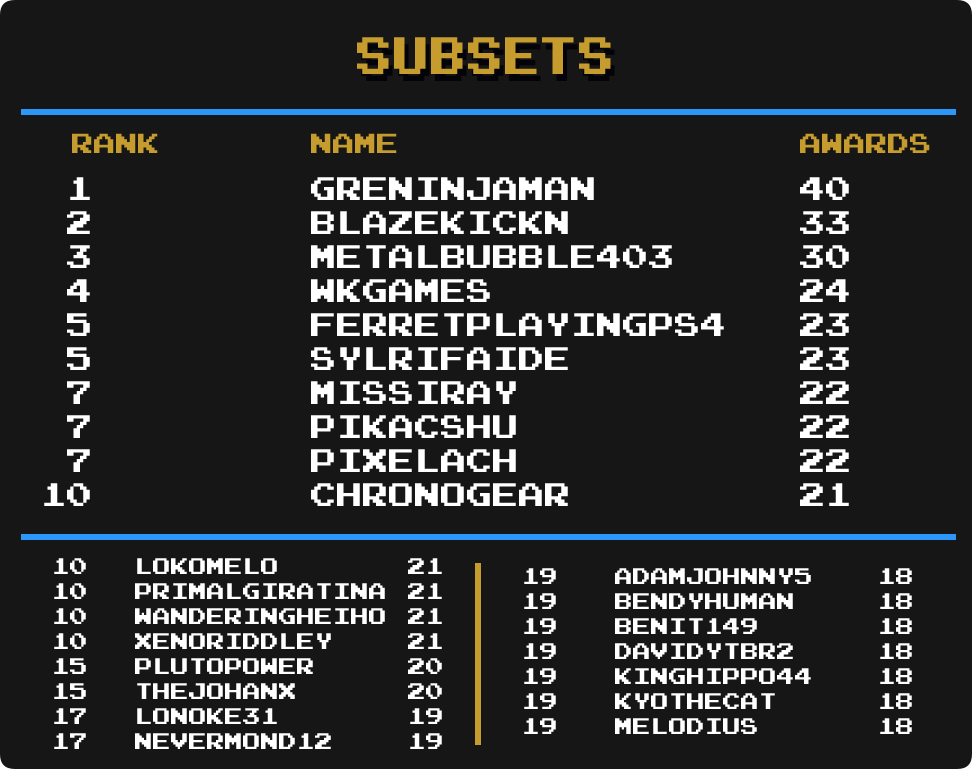 SUBSETS
RANK NAME AWARDS
1 GRENINJAMAN 40
2 BLAZEKICKN 33
3 METALBUBBLE403 30
4 WKGAMES 24
5 FERRETPLAYINGPS4 23
5 SYLRIFAIDE 23
7 MISSIRAY 22
7 PIKACSHU 22
7 PIXELACH 22
10 CHRONOGEAR 21
10 LOKOMELO 21
10 PRIMALGIRATINA 21
10 WANDERINGHEIHO 21
10 XENORIDDLEY 21
15 PLUTOPOWER 20
15 THEJOHANX 20
17 LONOKE31 19
17 NEVERMOND12 19
19 ADAMJOHNNY5 18
19 BENDYHUMAN 18
19 BENIT149 18
19 DAVIDYTBR2 18
19 KINGHIPPO44 18
19 KYOTHECAT 18
19 MELODIUS 18